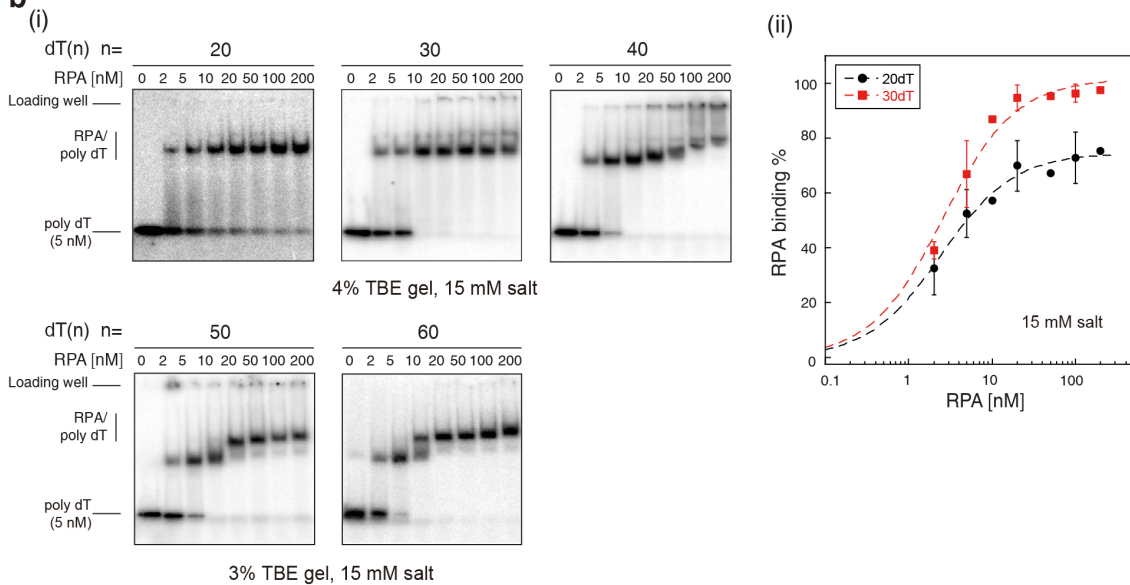 b
(i)
dT(n) n= 20 30 40
RPA [nM] 0 2 5 10 20 50 100 200 0 2 5 10 20 50 100 200 0 2 5 10 20 50 100 200
Loading well
RPA/
poly dT
poly dT
(5 nM)
4% TBE gel, 15 mM salt
dT(n) n= 50 60
RPA [nM] 0 2 5 10 20 50 100 200 0 2 5 10 20 50 100 200
Loading well
RPA/
poly dT
poly dT
(5 nM)
3% TBE gel, 15 mM salt
(ii)
20dT
30dT
RPA binding %
100
80
60
40
20
0
15 mM salt
0.1 1 10 100
RPA [nM]